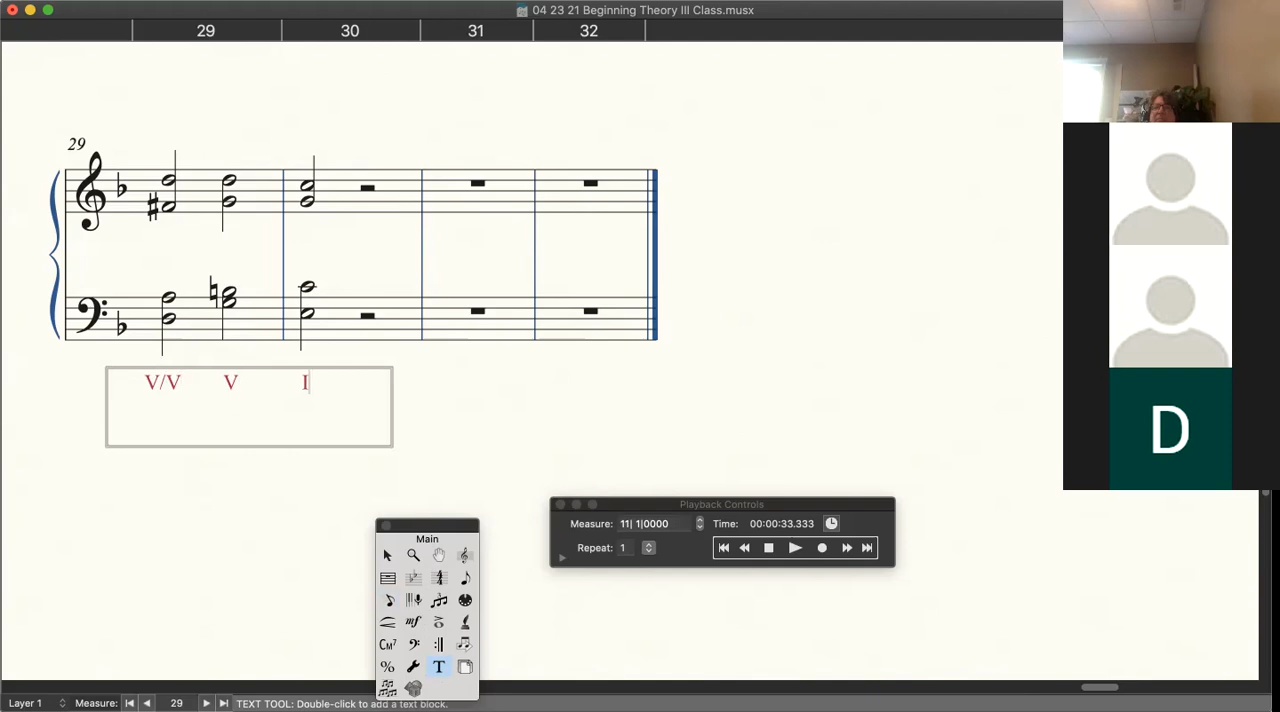 04 23 21 Beginning Theory III Class.musx
29 30 31 32
29
V/V V I
D
Playback Controls
Measure: 11| 1|0000 Time: 00:00:33.333
Repeat: 1
Main
mf
CM7
%
T
Layer 1 Measure: 29 TEXT TOOL: Double-click to add a text block.